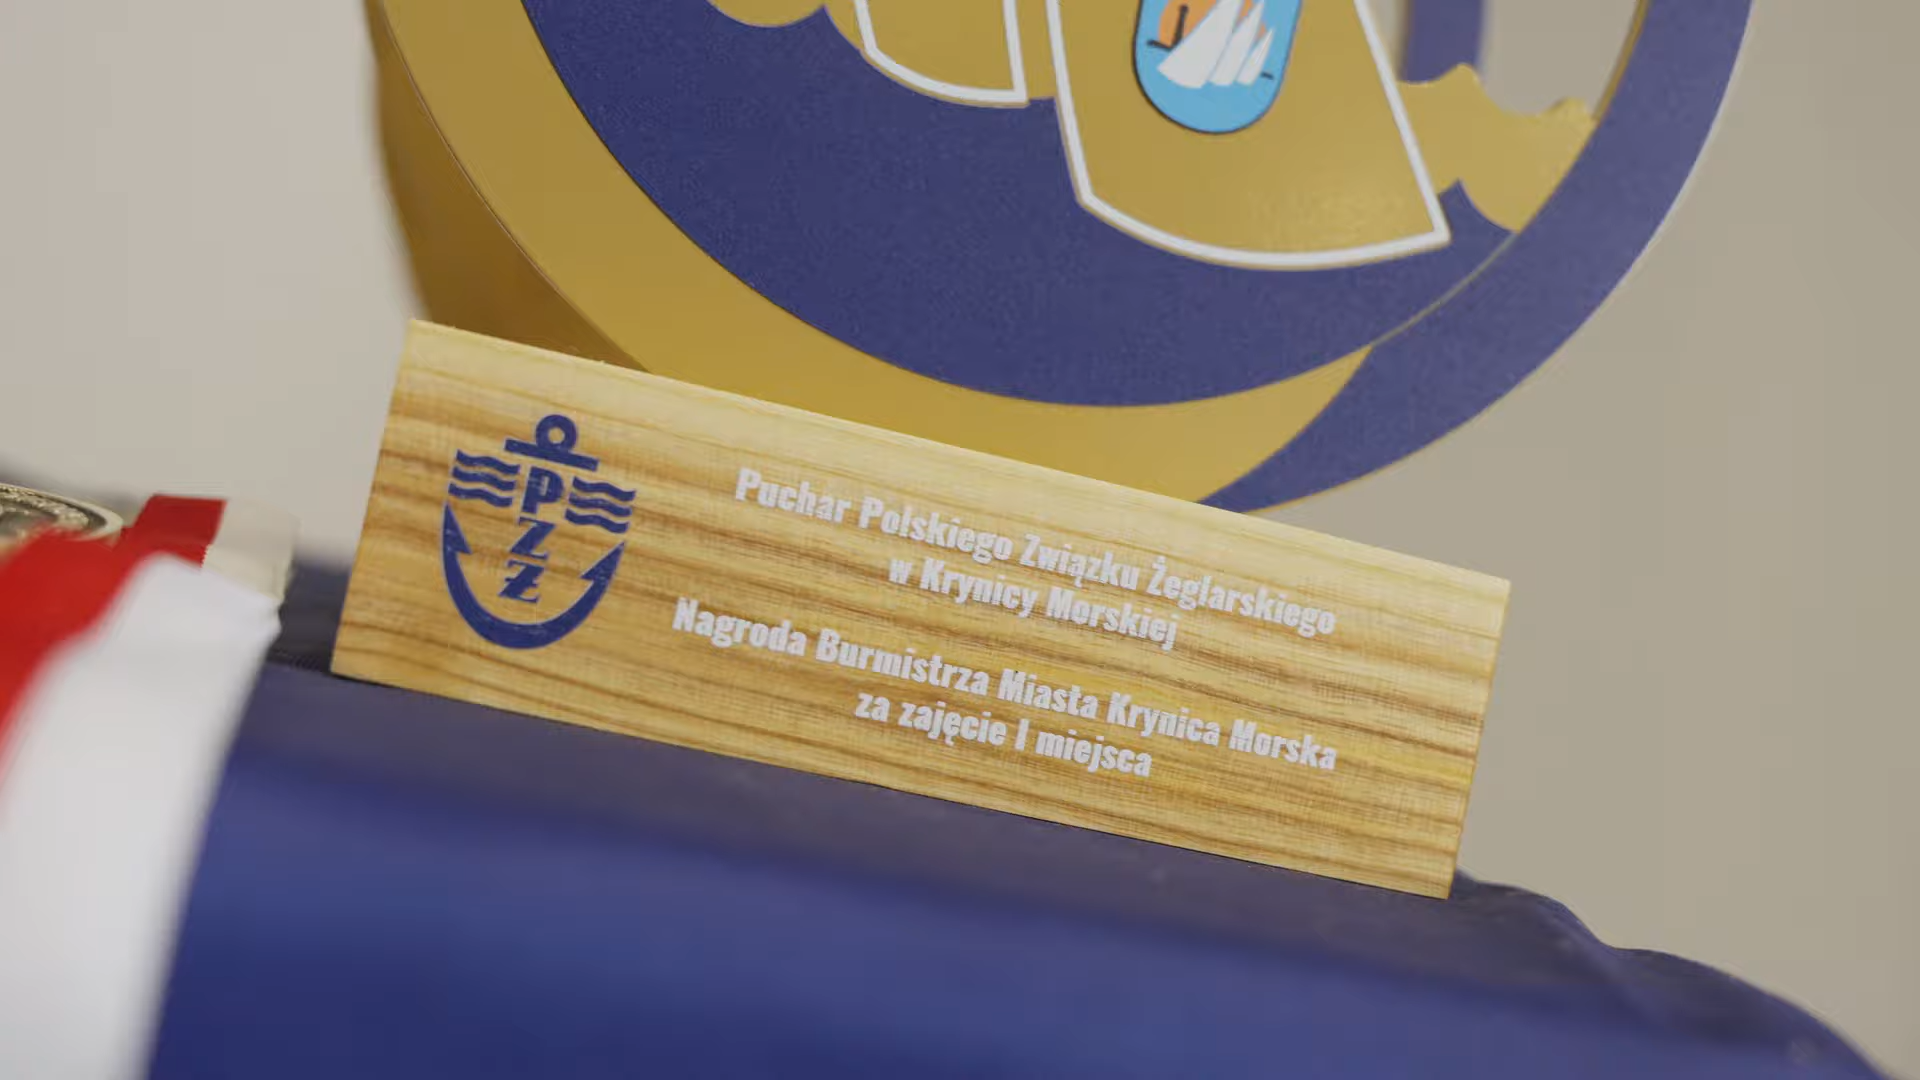 PZŻ
Puchar Polskiego Związku Żeglarskiego
w Krynicy Morskiej
Nagroda Burmistrza Miasta Krynica Morska
za zajęcie I miejsca